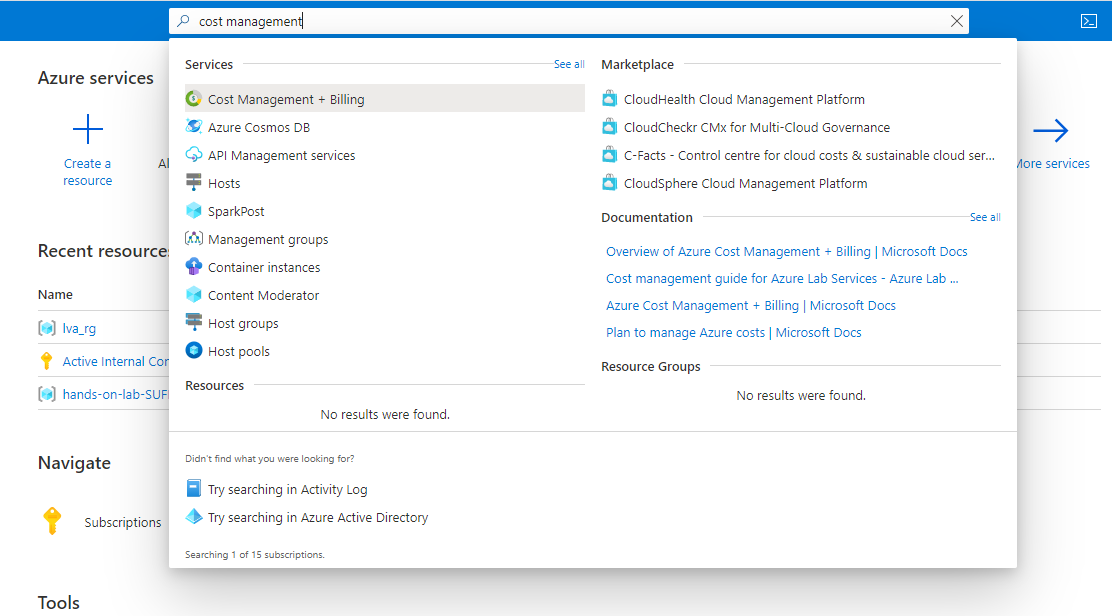 cost management
Azure services
Create a
resource
More services
Recent resources
Name
lva_rg
Active Internal Con
hands-on-lab-SUF
Navigate
Subscriptions
Tools
Services
See all
Cost Management + Billing
Azure Cosmos DB
API Management services
Hosts
SparkPost
Management groups
Container instances
Content Moderator
Host groups
Host pools
Resources
No results were found.
Marketplace
CloudHealth Cloud Management Platform
CloudCheckr CMx for Multi-Cloud Governance
C-Facts - Control centre for cloud costs & sustainable cloud ser...
CloudSphere Cloud Management Platform
Documentation
See all
Overview of Azure Cost Management + Billing | Microsoft Docs
Cost management guide for Azure Lab Services - Azure Lab ...
Azure Cost Management + Billing | Microsoft Docs
Plan to manage Azure costs | Microsoft Docs
Resource Groups
No results were found.
Didn't find what you were looking for?
Try searching in Activity Log
Try searching in Azure Active Directory
Searching 1 of 15 subscriptions.